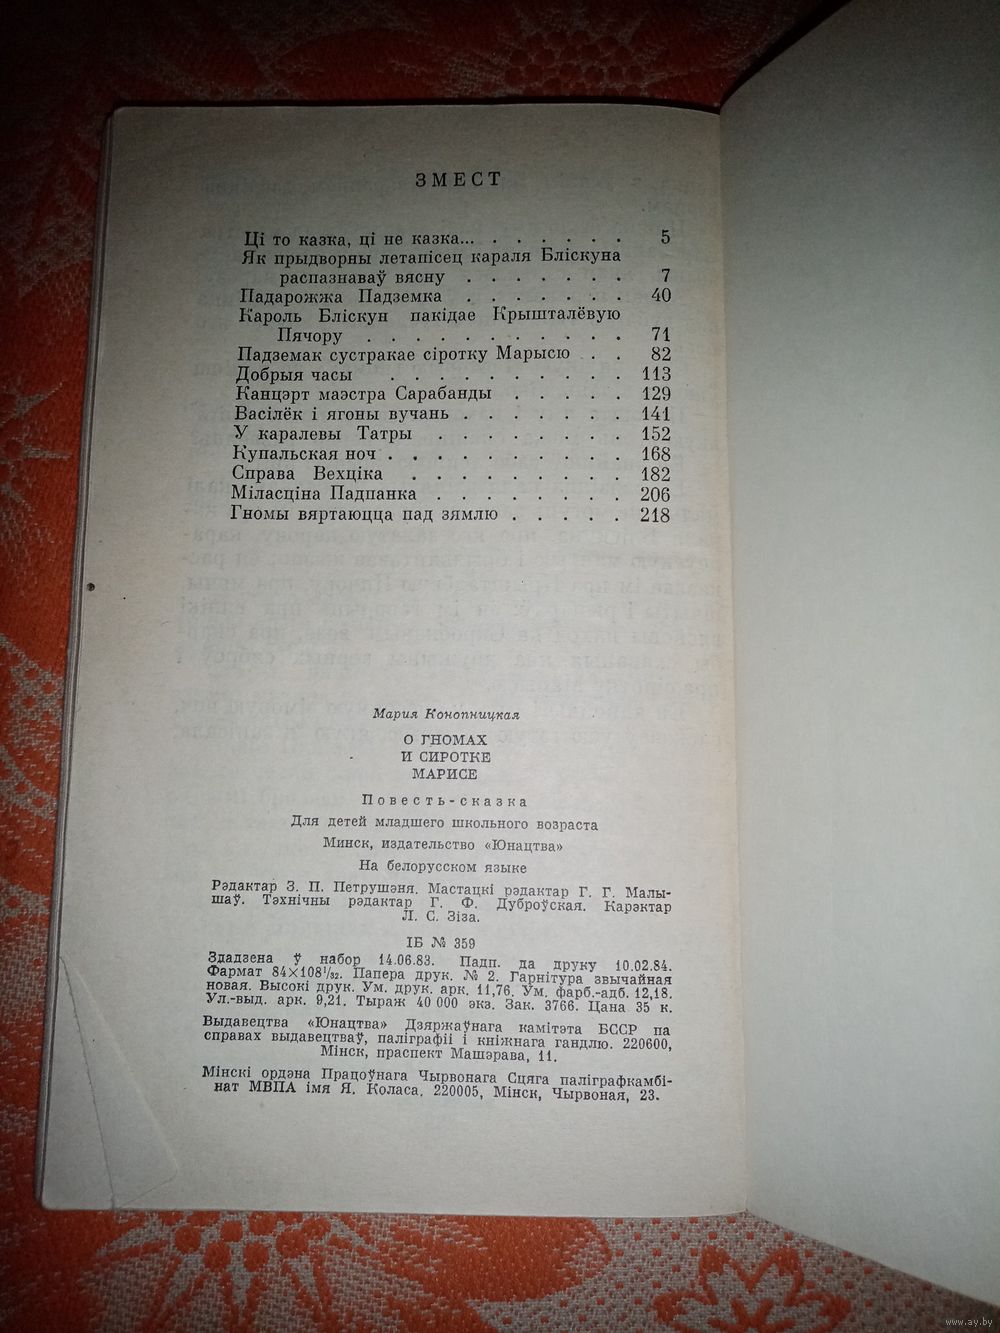 ЗМЕСТ
Ці то казка, ці не казка... . . . . . . 5
Як прыдворны летапісец караля Бліскуна
распазнаваў вясну . . . . . . . 7
Падарожжа Падземка . . . . . . . 40
Кароль Бліскун пакідае Крышталёвую
Пячору . . . . . . . . . . 71
Падземак сустракае сіротку Марысю . . 82
Добрыя часы . . . . . . . . . . 113
Канцэрт маэстра Сарабанды . . . . . 129
Васілёк і ягоны вучань . . . . . . . 141
У каралевы Татры . . . . . . . . 152
Купальская ноч . . . . . . . . . . 168
Справа Вехціка . . . . . . . . . 182
Міласціна Падпанка . . . . . . . . 206
Гномы вяртаюцца пад зямлю . . . . . 218
Мария Конопницкая
О ГНОМАХ
И СИРОТКЕ
МАРИСЕ
Повесть-сказка
Для детей младшего школьного возраста
Минск, издательство «Юнацтва»
На белорусском языке
Рэдактар З. П. Петрушэня. Мастацкі рэдактар Г. Г. Малы-
шаў. Тэхнічны рэдактар Г. Ф. Дуброўская. Карэктар
Л. С. Зіза.
ІБ № 359
Здадзена ў набор 14.06.83. Падп. да друку 10.02.84.
Фармат 84×108¹/₃₂. Папера друк. № 2. Гарнітура звычайная
новая. Высокі друк. Ум. друк. арк. 11,76. Ум. фарб.-адб. 12,18.
Ул.-выд. арк. 9,21. Тыраж 40 000 экз. Зак. 3766. Цана 35 к.
Выдавецтва «Юнацтва» Дзяржаўнага камітэта БССР па
справах выдавецтваў, паліграфіі і кніжнага гандлю. 220600,
Мінск, праспект Машэрава, 11.
Мінскі ордэна Працоўнага Чырвонага Сцяга паліграфкамбі-
нат МВПА імя Я. Коласа. 220005, Мінск, Чырвоная, 23.
www.ay.by